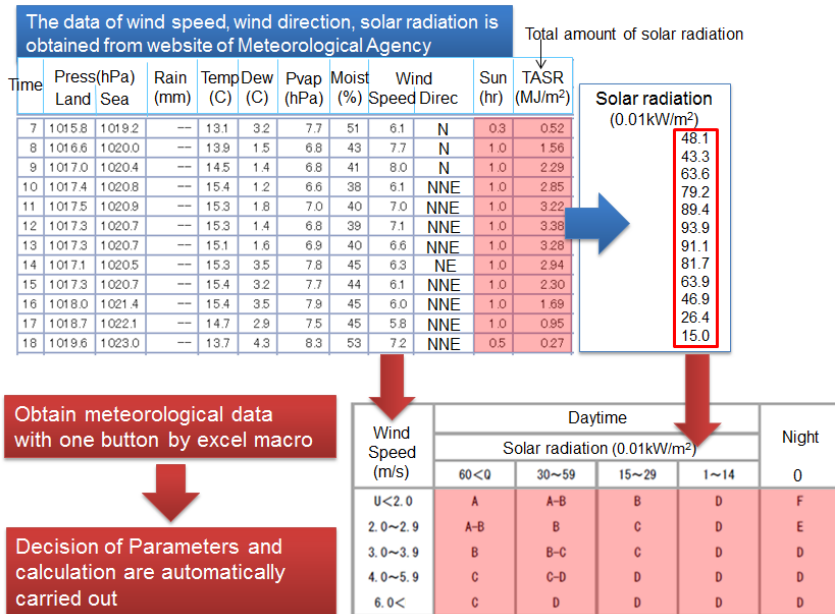 The data of wind speed, wind direction, solar radiation is
obtained from website of Meteorological Agency
Total amount of solar radiation
Time Press(hPa) Rain Temp Dew Pvap Moist Wind Sun TASR
Land Sea (mm) (C) (C) (hPa) (%) Speed Direc (hr) (MJ/m²)
7 1015.8 1019.2 -- 13.1 3.2 7.7 51 6.1 N 0.3 0.52
8 1016.6 1020.0 -- 13.9 1.5 6.8 43 7.7 N 1.0 1.56
9 1017.0 1020.4 -- 14.5 1.4 6.8 41 8.0 N 1.0 2.29
10 1017.4 1020.8 -- 15.4 1.2 6.6 38 6.1 NNE 1.0 2.85
11 1017.5 1020.9 -- 15.3 1.8 7.0 40 7.0 NNE 1.0 3.22
12 1017.3 1020.7 -- 15.3 1.4 6.8 39 7.1 NNE 1.0 3.38
13 1017.3 1020.7 -- 15.1 1.6 6.9 40 6.6 NNE 1.0 3.28
14 1017.1 1020.5 -- 15.3 3.5 7.8 45 6.3 NE 1.0 2.94
15 1017.3 1020.7 -- 15.4 3.2 7.7 44 6.1 NNE 1.0 2.30
16 1018.0 1021.4 -- 15.4 3.5 7.9 45 6.0 NNE 1.0 1.69
17 1018.7 1022.1 -- 14.7 2.9 7.5 45 5.8 NNE 1.0 0.95
18 1019.6 1023.0 -- 13.7 4.3 8.3 53 7.2 NNE 0.5 0.27
Solar radiation
(0.01kW/m²)
48.1
43.3
63.6
79.2
89.4
93.9
91.1
81.7
63.9
46.9
26.4
15.0
Obtain meteorological data
with one button by excel macro
Decision of Parameters and
calculation are automatically
carried out
Wind
Speed
(m/s)
Daytime
Night
Solar radiation (0.01kW/m²)
60<Q 30~59 15~29 1~14 0
U<2.0 A A-B B D F
2.0~2.9 A-B B C D E
3.0~3.9 B B-C C D D
4.0~5.9 C C-D D D D
6.0< C D D D D